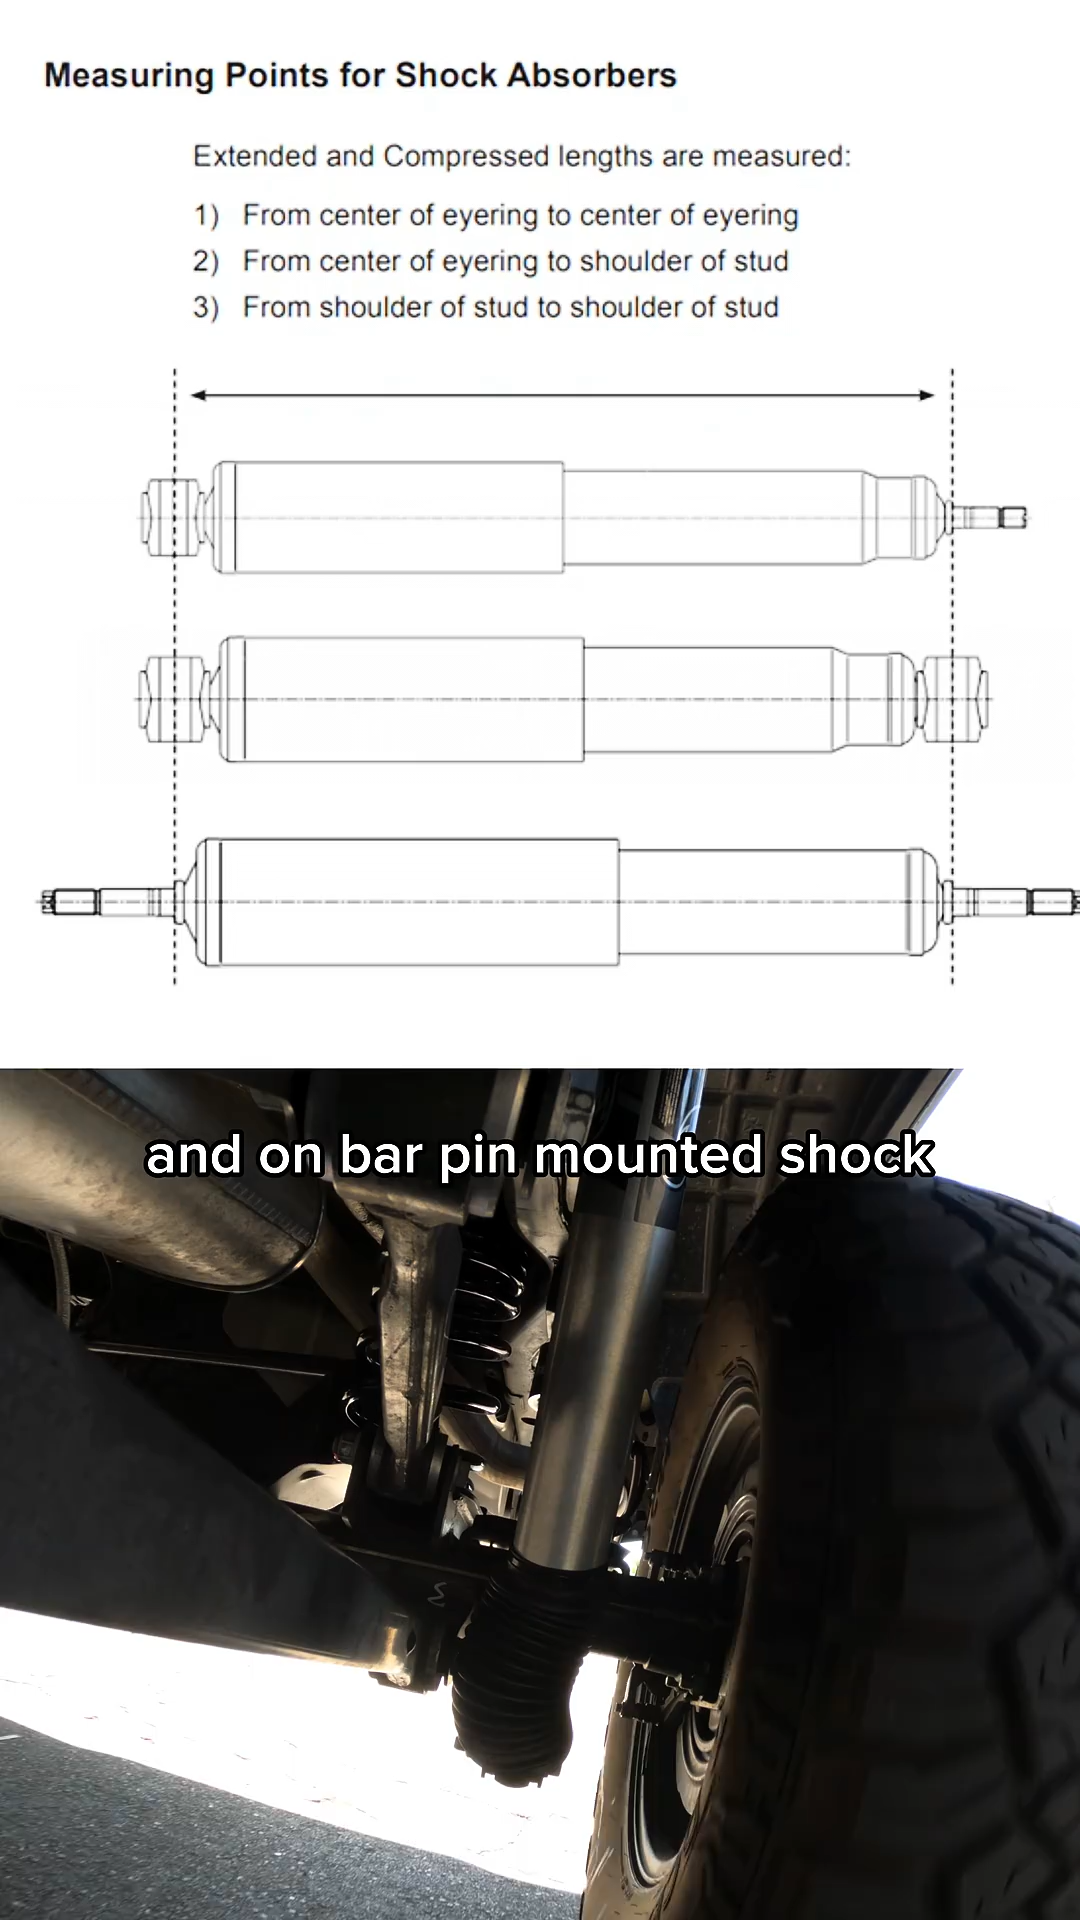 Measuring Points for Shock Absorbers
Extended and Compressed lengths are measured:
1) From center of eyering to center of eyering
2) From center of eyering to shoulder of stud
3) From shoulder of stud to shoulder of stud
and on bar pin mounted shock